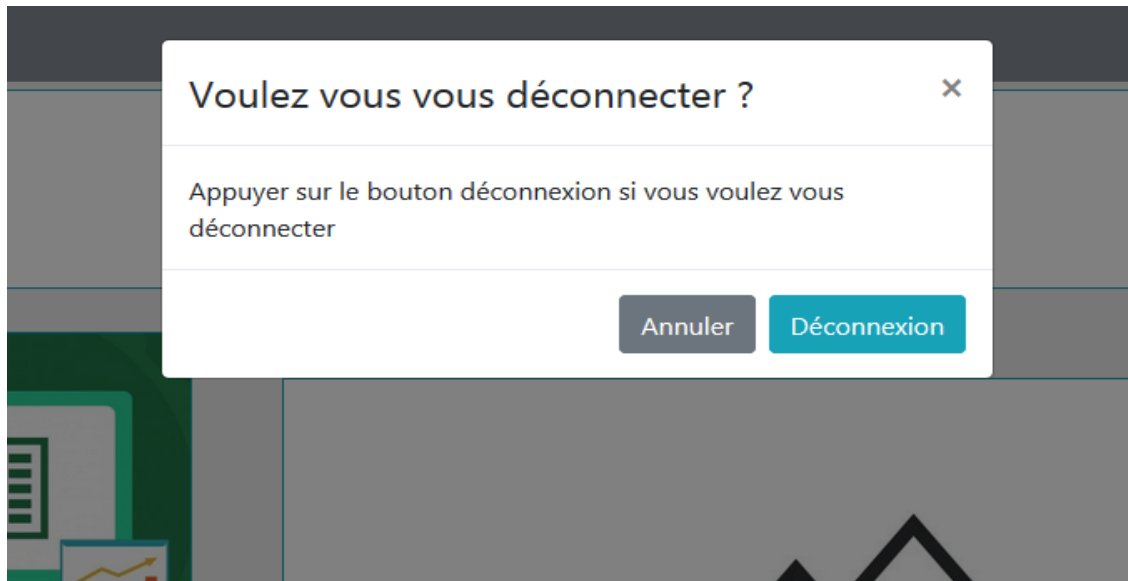 Voulez vous vous déconnecter ?
×
Appuyer sur le bouton déconnexion si vous voulez vous
déconnecter
Annuler Déconnexion